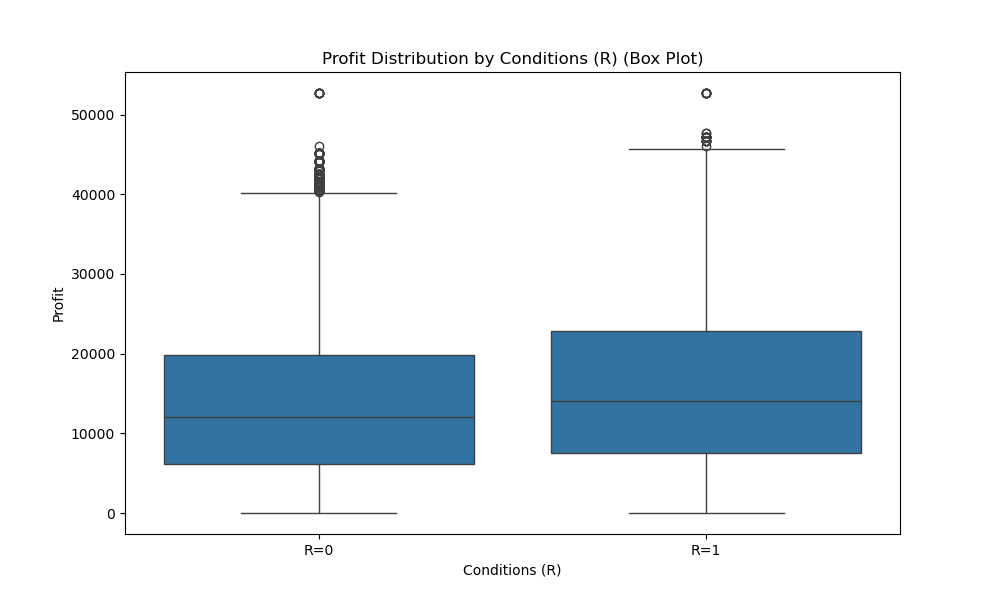 Profit Distribution by Conditions (R) (Box Plot)
50000
40000
30000
20000
10000
0
Profit
R=0 R=1
Conditions (R)